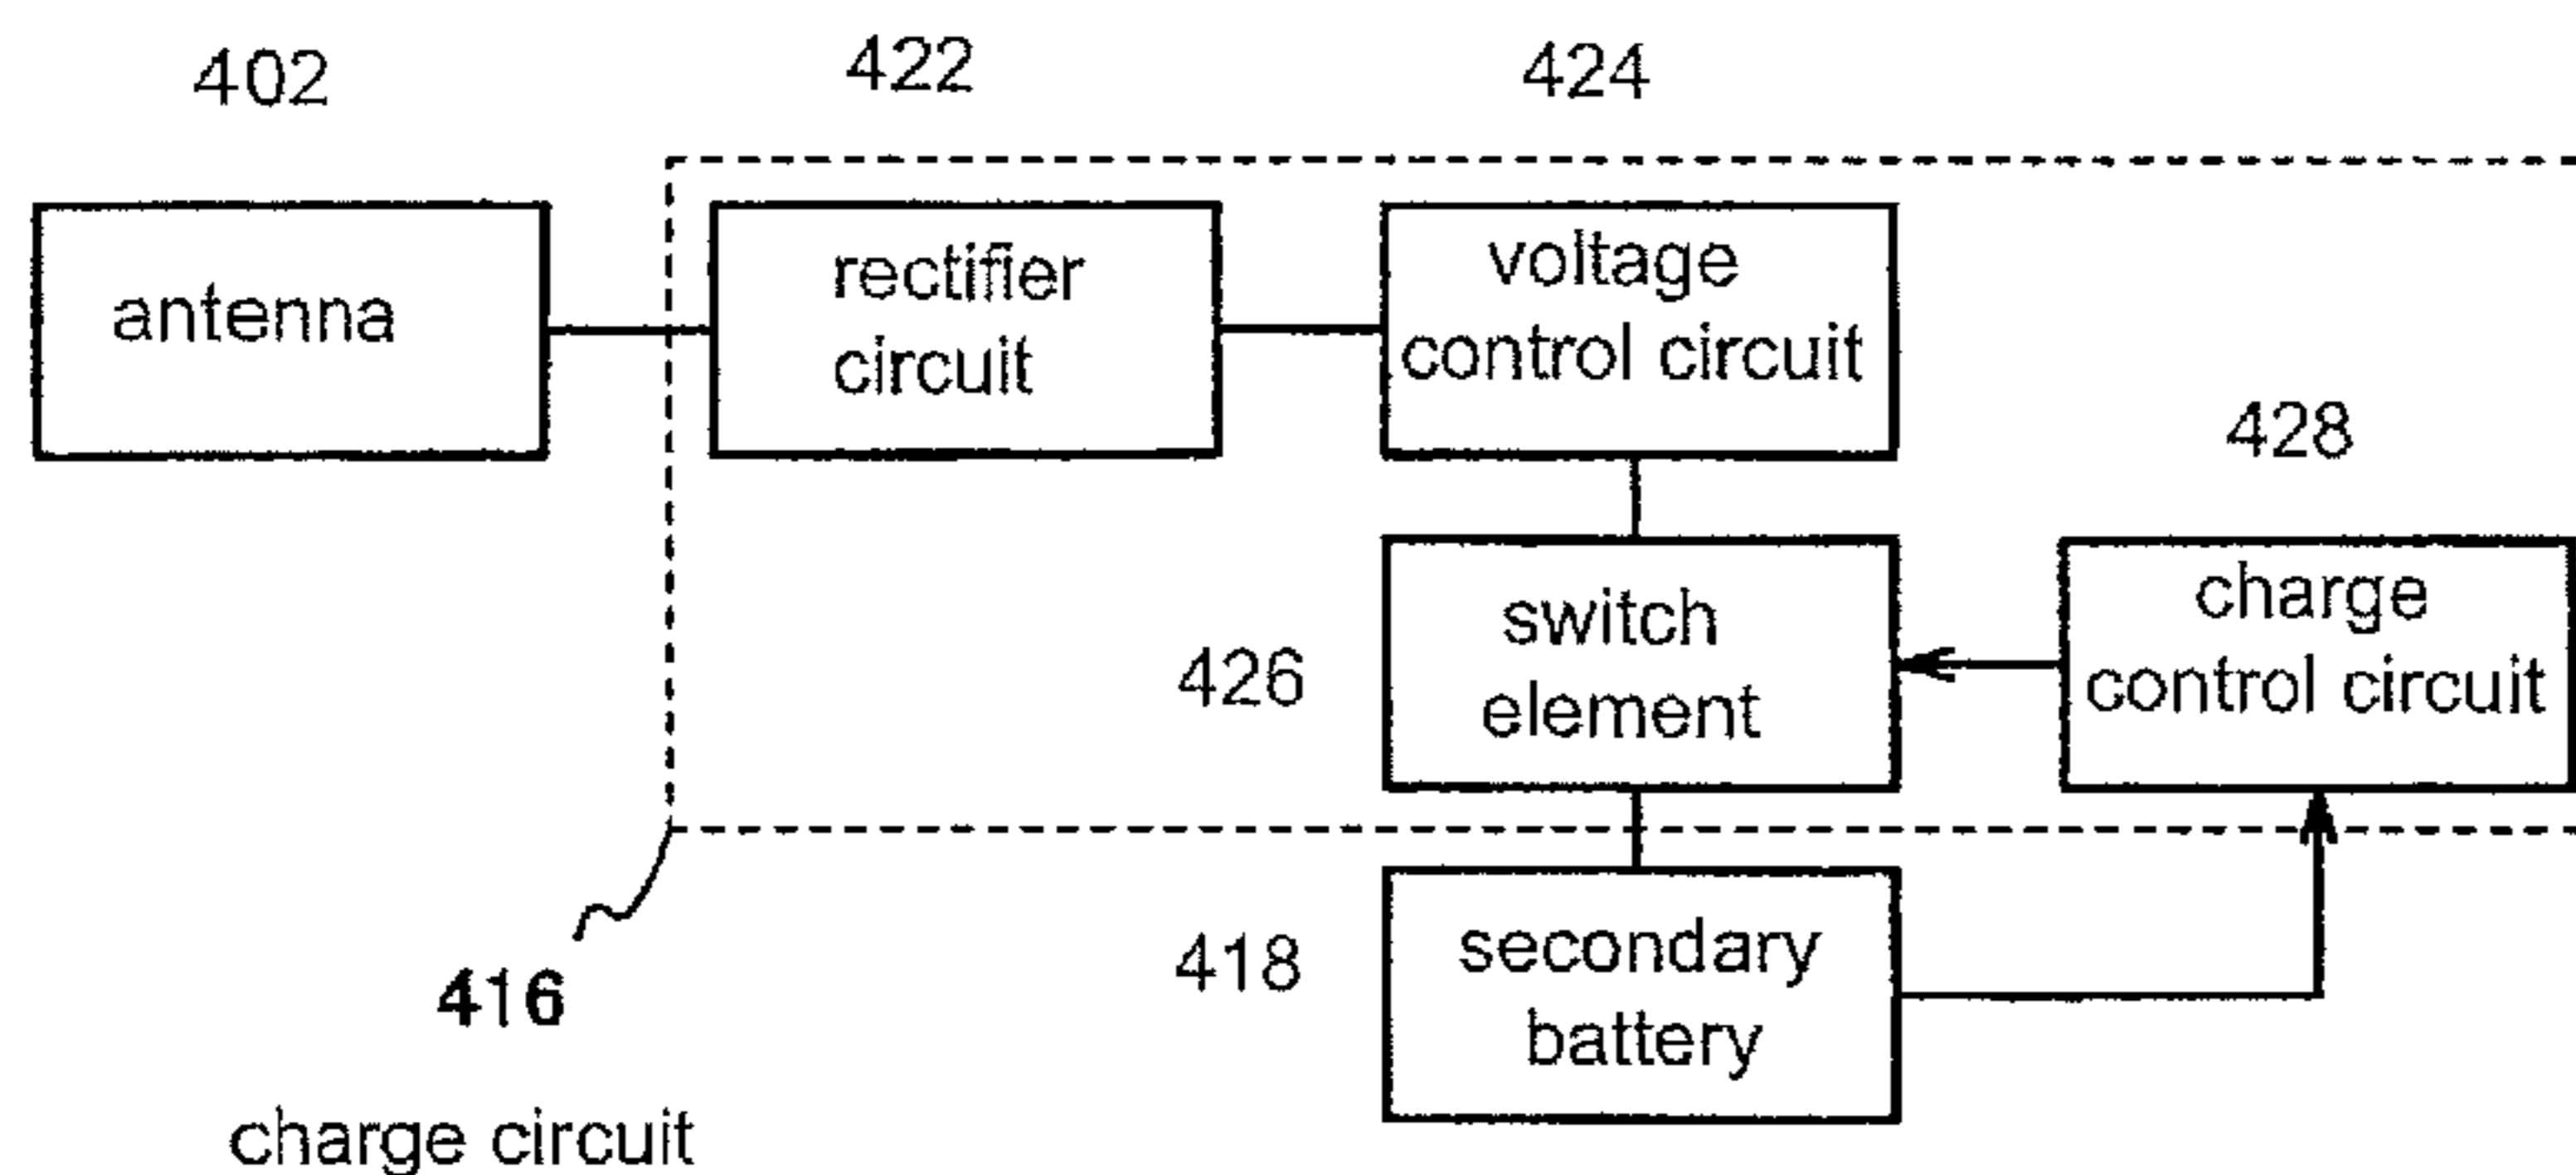 402
422
424
antenna
rectifier
circuit
voltage
control circuit
428
426
switch
element
charge
control circuit
418
secondary
battery
416
charge circuit